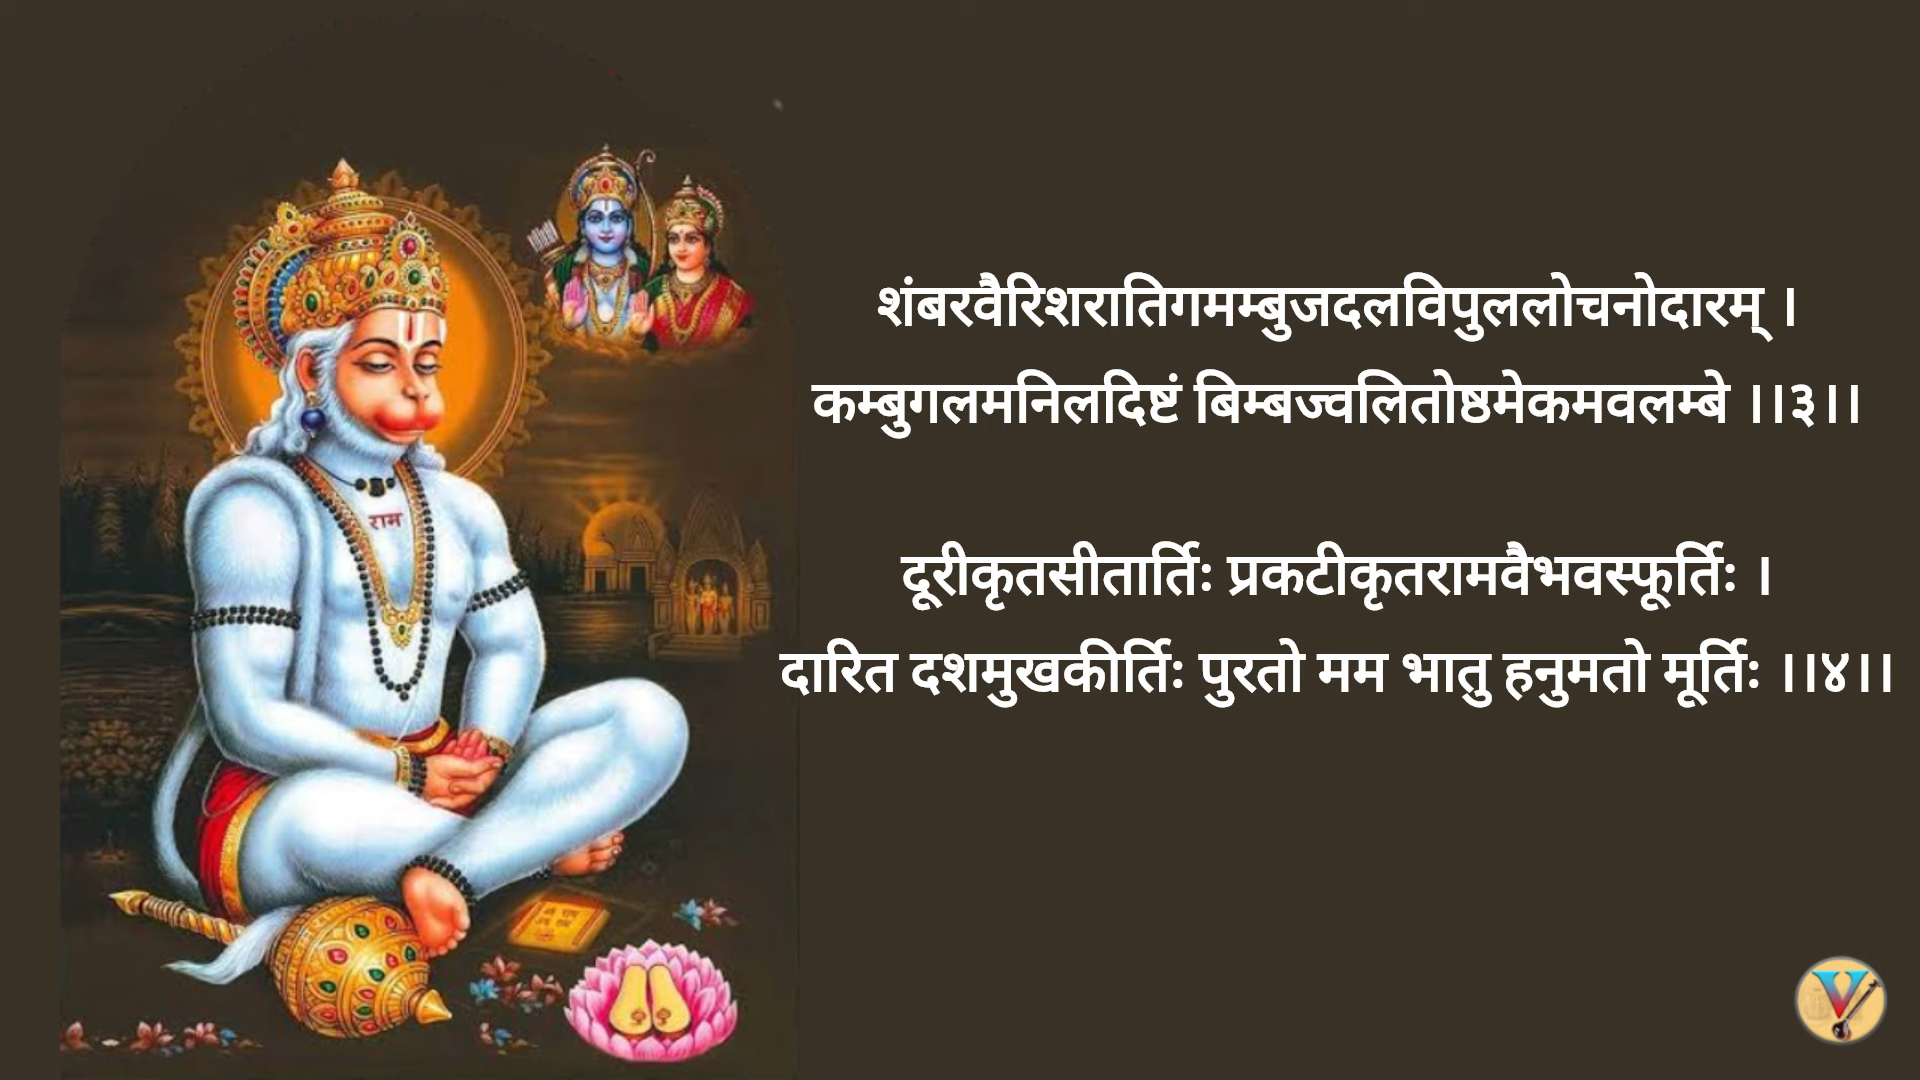 शंबरवैरिशरातिगमम्बुजदलविपुललोचनोदारम् ।
कम्बुगलमनिलदिष्टं बिम्बज्वलितोष्ठमेकमवलम्बे ।।३।।
दूरीकृतसीतार्तिः प्रकटीकृतरामवैभवस्फूर्तिः ।
दारित दशमुखकीर्तिः पुरतो मम भातु हनुमतो मूर्तिः ।।४।।
राम
V